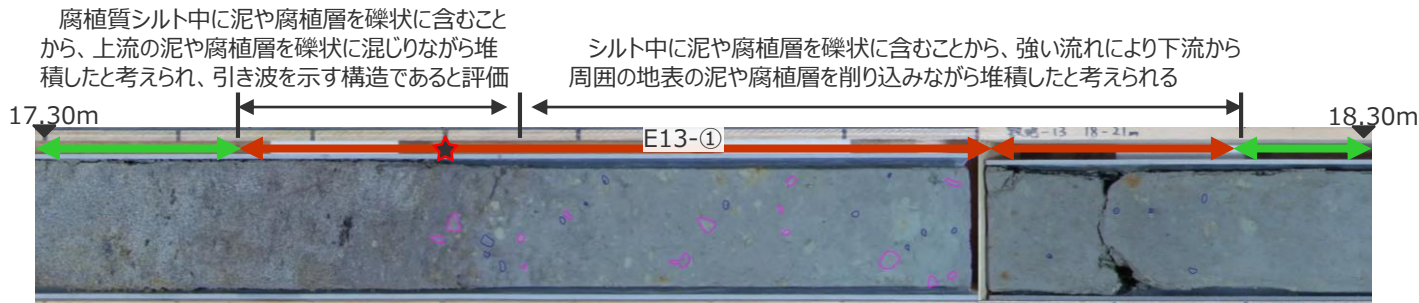 腐植質シルト中に泥や腐植層を礫状に含むこと
から、上流の泥や腐植層を礫状に混じりながら堆
積したと考えられ、引き波を示す構造であると評価
シルト中に泥や腐植層を礫状に含むことから、強い流れにより下流から
周囲の地表の泥や腐植層を削り込みながら堆積したと考えられる
17.30m
18.30m
E13-①
-13 18-21m